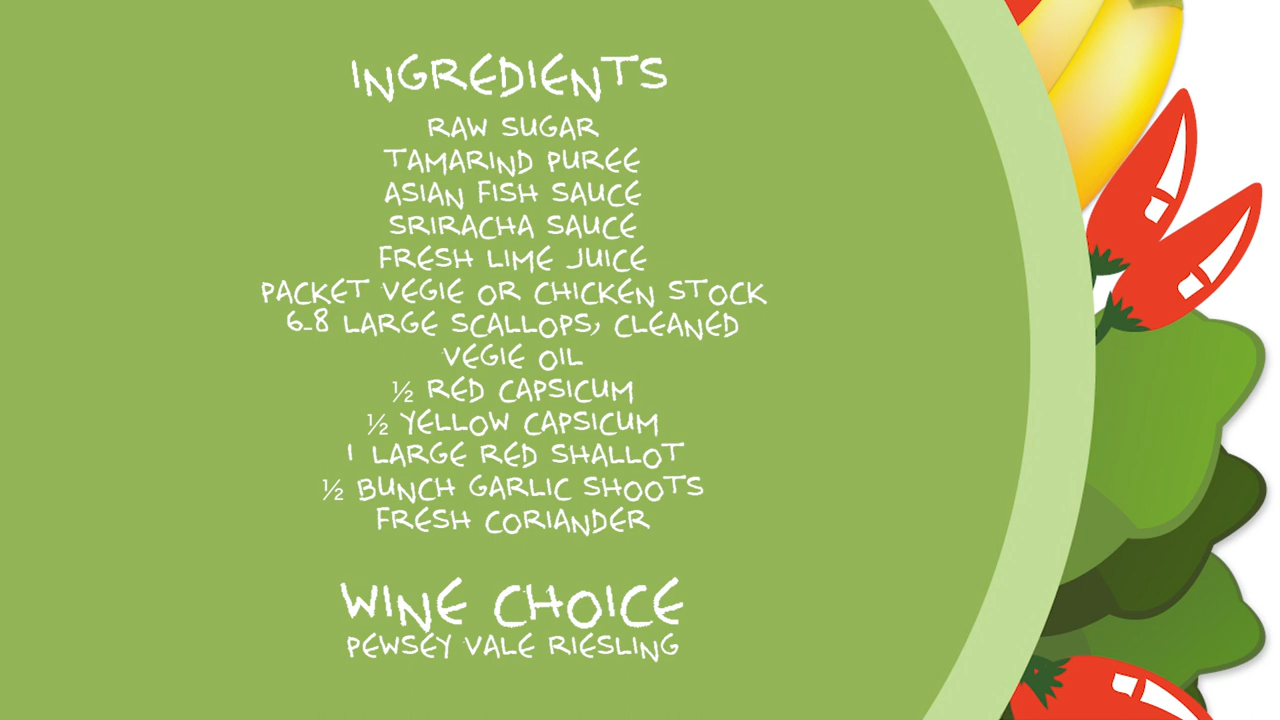 INGREDIENTS
RAW SUGAR
TAMARIND PUREE
ASIAN FISH SAUCE
SRIRACHA SAUCE
FRESH LIME JUICE
PACKET VEGIE OR CHICKEN STOCK
6-8 LARGE SCALLOPS, CLEANED
VEGIE OIL
½ RED CAPSICUM
½ YELLOW CAPSICUM
1 LARGE RED SHALLOT
½ BUNCH GARLIC SHOOTS
FRESH CORIANDER
WINE CHOICE
PEWSEY VALE RIESLING